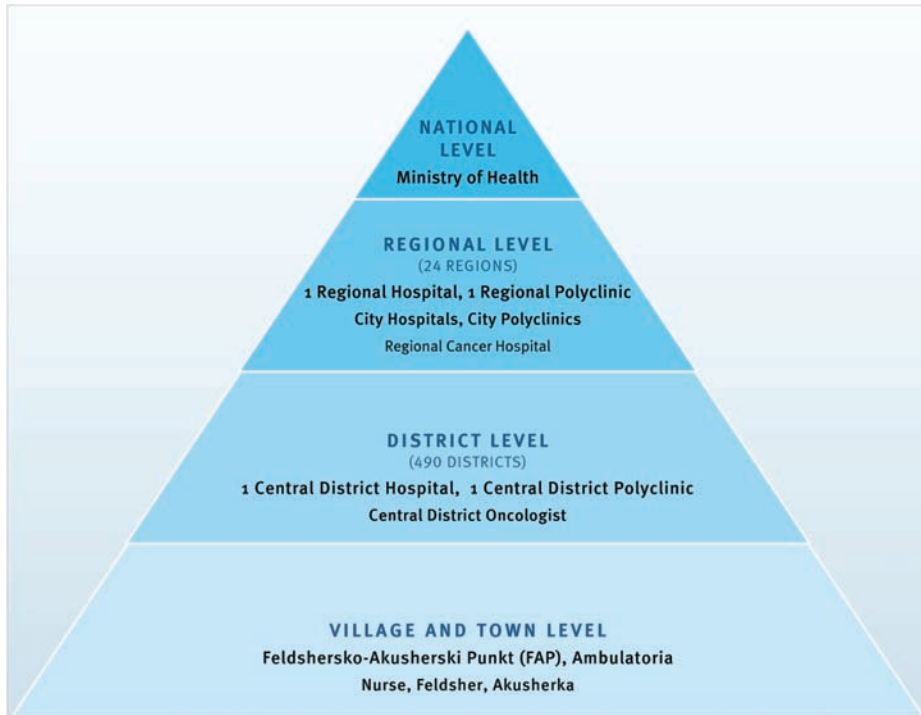 NATIONAL
LEVEL
Ministry of Health
REGIONAL LEVEL
(24 REGIONS)
1 Regional Hospital, 1 Regional Polyclinic
City Hospitals, City Polyclinics
Regional Cancer Hospital
DISTRICT LEVEL
(490 DISTRICTS)
1 Central District Hospital, 1 Central District Polyclinic
Central District Oncologist
VILLAGE AND TOWN LEVEL
Feldshersko-Akusherski Punkt (FAP), Ambulatoria
Nurse, Feldsher, Akusherka